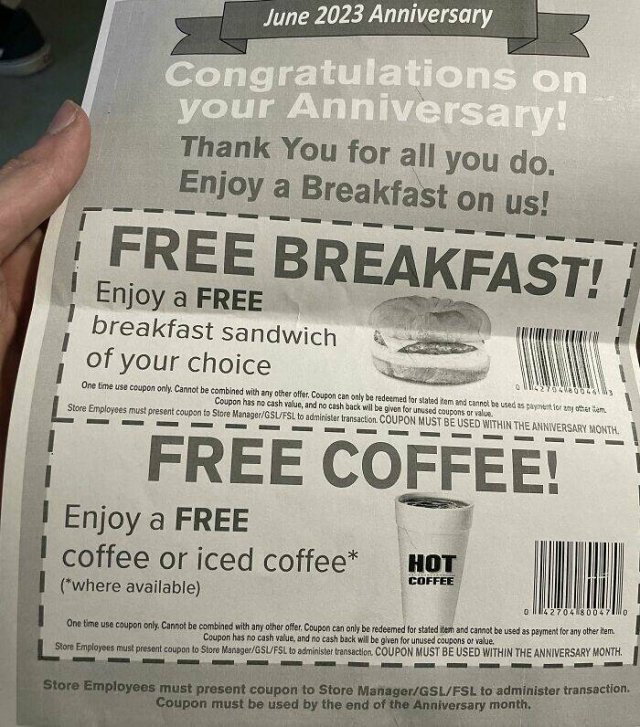 June 2023 Anniversary
Congratulations on
your Anniversary!
Thank You for all you do.
Enjoy a Breakfast on us!
FREE BREAKFAST!
Enjoy a FREE
breakfast sandwich
of your choice
One time use coupon only. Cannot be combined with any other offer. Coupon can only be redeemed for stated item and cannot be used as payment for any other item.
Coupon has no cash value, and no cash back will be given for unused coupons or value.
Store Employees must present coupon to Store Manager/GSL/FSL to administer transaction. COUPON MUST BE USED WITHIN THE ANNIVERSARY MONTH.
0 42704 80046 3
FREE COFFEE!
Enjoy a FREE
coffee or iced coffee*
(*where available)
HOT
COFFEE
0 42704 80047 0
One time use coupon only. Cannot be combined with any other offer. Coupon can only be redeemed for stated item and cannot be used as payment for any other item.
Coupon has no cash value, and no cash back will be given for unused coupons or value.
Store Employees must present coupon to Store Manager/GSL/FSL to administer transaction. COUPON MUST BE USED WITHIN THE ANNIVERSARY MONTH.
Store Employees must present coupon to Store Manager/GSL/FSL to administer transaction.
Coupon must be used by the end of the Anniversary month.